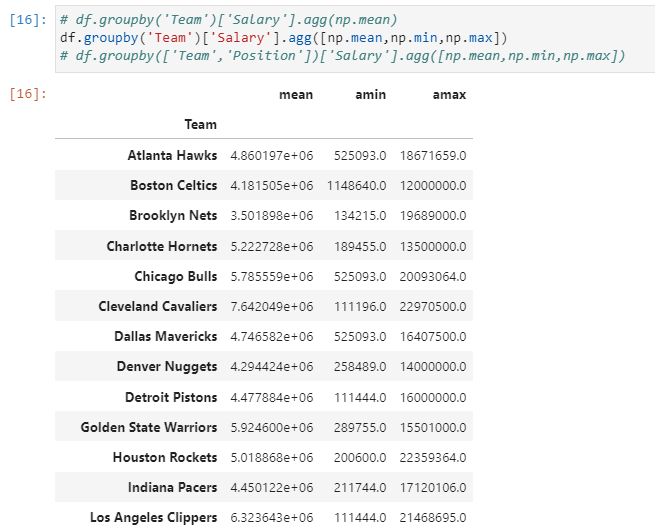 [16]: # df.groupby('Team')['Salary'].agg(np.mean)
df.groupby('Team')['Salary'].agg([np.mean,np.min,np.max])
# df.groupby(['Team','Position'])['Salary'].agg([np.mean,np.min,np.max])
[16]: mean amin amax
Team
Atlanta Hawks 4.860197e+06 525093.0 18671659.0
Boston Celtics 4.181505e+06 1148640.0 12000000.0
Brooklyn Nets 3.501898e+06 134215.0 19689000.0
Charlotte Hornets 5.222728e+06 189455.0 13500000.0
Chicago Bulls 5.785559e+06 525093.0 20093064.0
Cleveland Cavaliers 7.642049e+06 111196.0 22970500.0
Dallas Mavericks 4.746582e+06 525093.0 16407500.0
Denver Nuggets 4.294424e+06 258489.0 14000000.0
Detroit Pistons 4.477884e+06 111444.0 16000000.0
Golden State Warriors 5.924600e+06 289755.0 15501000.0
Houston Rockets 5.018868e+06 200600.0 22359364.0
Indiana Pacers 4.450122e+06 211744.0 17120106.0
Los Angeles Clippers 6.323643e+06 111444.0 21468695.0